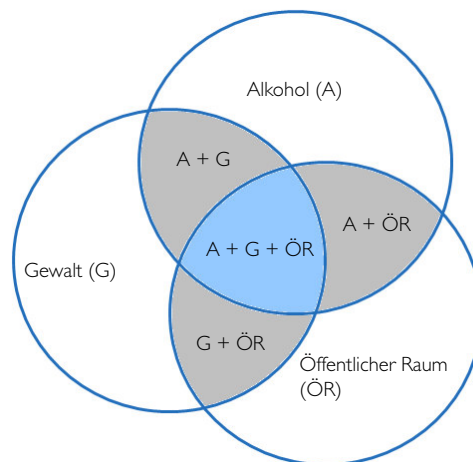 Alkohol (A)
A + G
A + ÖR
A + G + ÖR
Gewalt (G)
G + ÖR
Öffentlicher Raum
(ÖR)